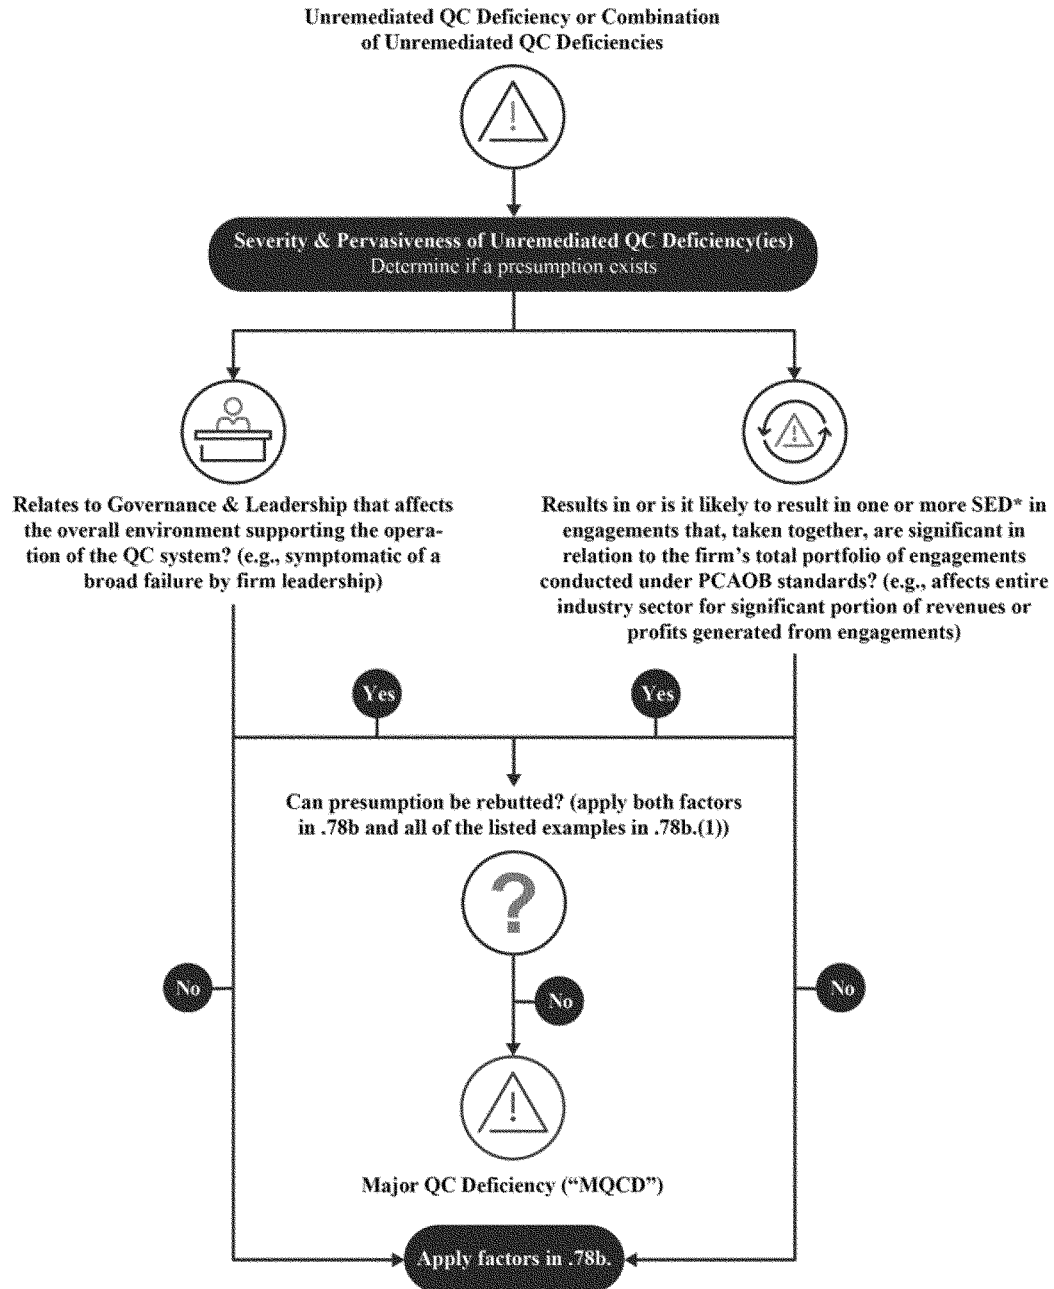 Unremediated QC Deficiency or Combination
of Unremediated QC Deficiencies
Severity & Pervasiveness of Unremediated QC Deficiency(ies)
Determine if a presumption exists
Relates to Governance & Leadership that affects
the overall environment supporting the opera-
tion of the QC system? (e.g., symptomatic of a
broad failure by firm leadership)
Results in or is it likely to result in one or more SED* in
engagements that, taken together, are significant in
relation to the firm's total portfolio of engagements
conducted under PCAOB standards? (e.g., affects entire
industry sector for significant portion of revenues or
profits generated from engagements)
Yes
Yes
Can presumption be rebutted? (apply both factors
in .78b and all of the listed examples in .78b.(1))
?
No
No
No
Major QC Deficiency (“MQCD”)
Apply factors in .78b.